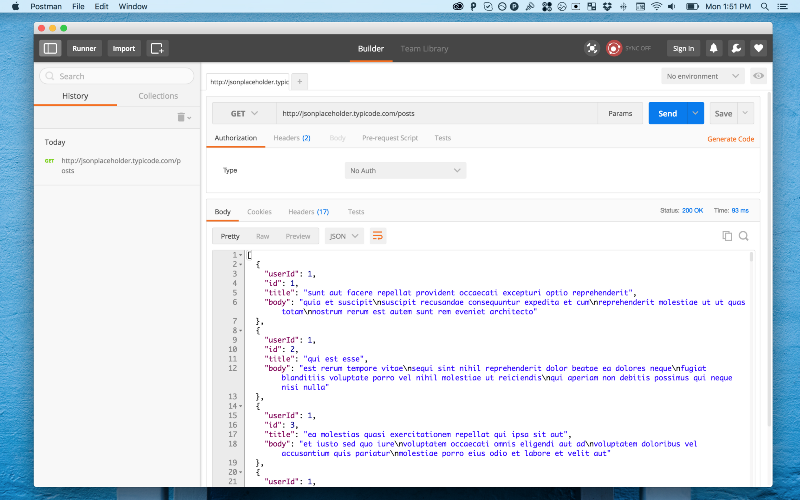 Postman File Edit Window
Mon 1:51 PM
Runner Import Builder Team Library SYNC OFF Sign in
Search
History Collections
Today
GET http://jsonplaceholder.typicode.com/p
osts
http://jsonplaceholder.typic +
No environment
GET http://jsonplaceholder.typicode.com/posts Params Send Save
Authorization Headers (2) Body Pre-request Script Tests Generate Code
Type No Auth
Body Cookies Headers (17) Tests Status: 200 OK Time: 93 ms
Pretty Raw Preview JSON
1 [
2 {
3 "userId": 1,
4 "id": 1,
5 "title": "sunt aut facere repellat provident occaecati excepturi optio reprehenderit",
6 "body": "quia et suscipit\nsuscipit recusandae consequuntur expedita et cum\nreprehenderit molestiae ut ut quas
totam\nnostrum rerum est autem sunt rem eveniet architecto"
7 },
8 {
9 "userId": 1,
10 "id": 2,
11 "title": "qui est esse",
12 "body": "est rerum tempore vitae\nsequi sint nihil reprehenderit dolor beatae ea dolores neque\nfugiat
blanditiis voluptate porro vel nihil molestiae ut reiciendis\nqui aperiam non debitis possimus qui neque
nisi nulla"
13 },
14 {
15 "userId": 1,
16 "id": 3,
17 "title": "ea molestias quasi exercitationem repellat qui ipsa sit aut",
18 "body": "et iusto sed quo iure\nvoluptatem occaecati omnis eligendi aut ad\nvoluptatem doloribus vel
accusantium quis pariatur\nmolestiae porro eius odio et labore et velit aut"
19 },
20 {
21 "userId": 1,